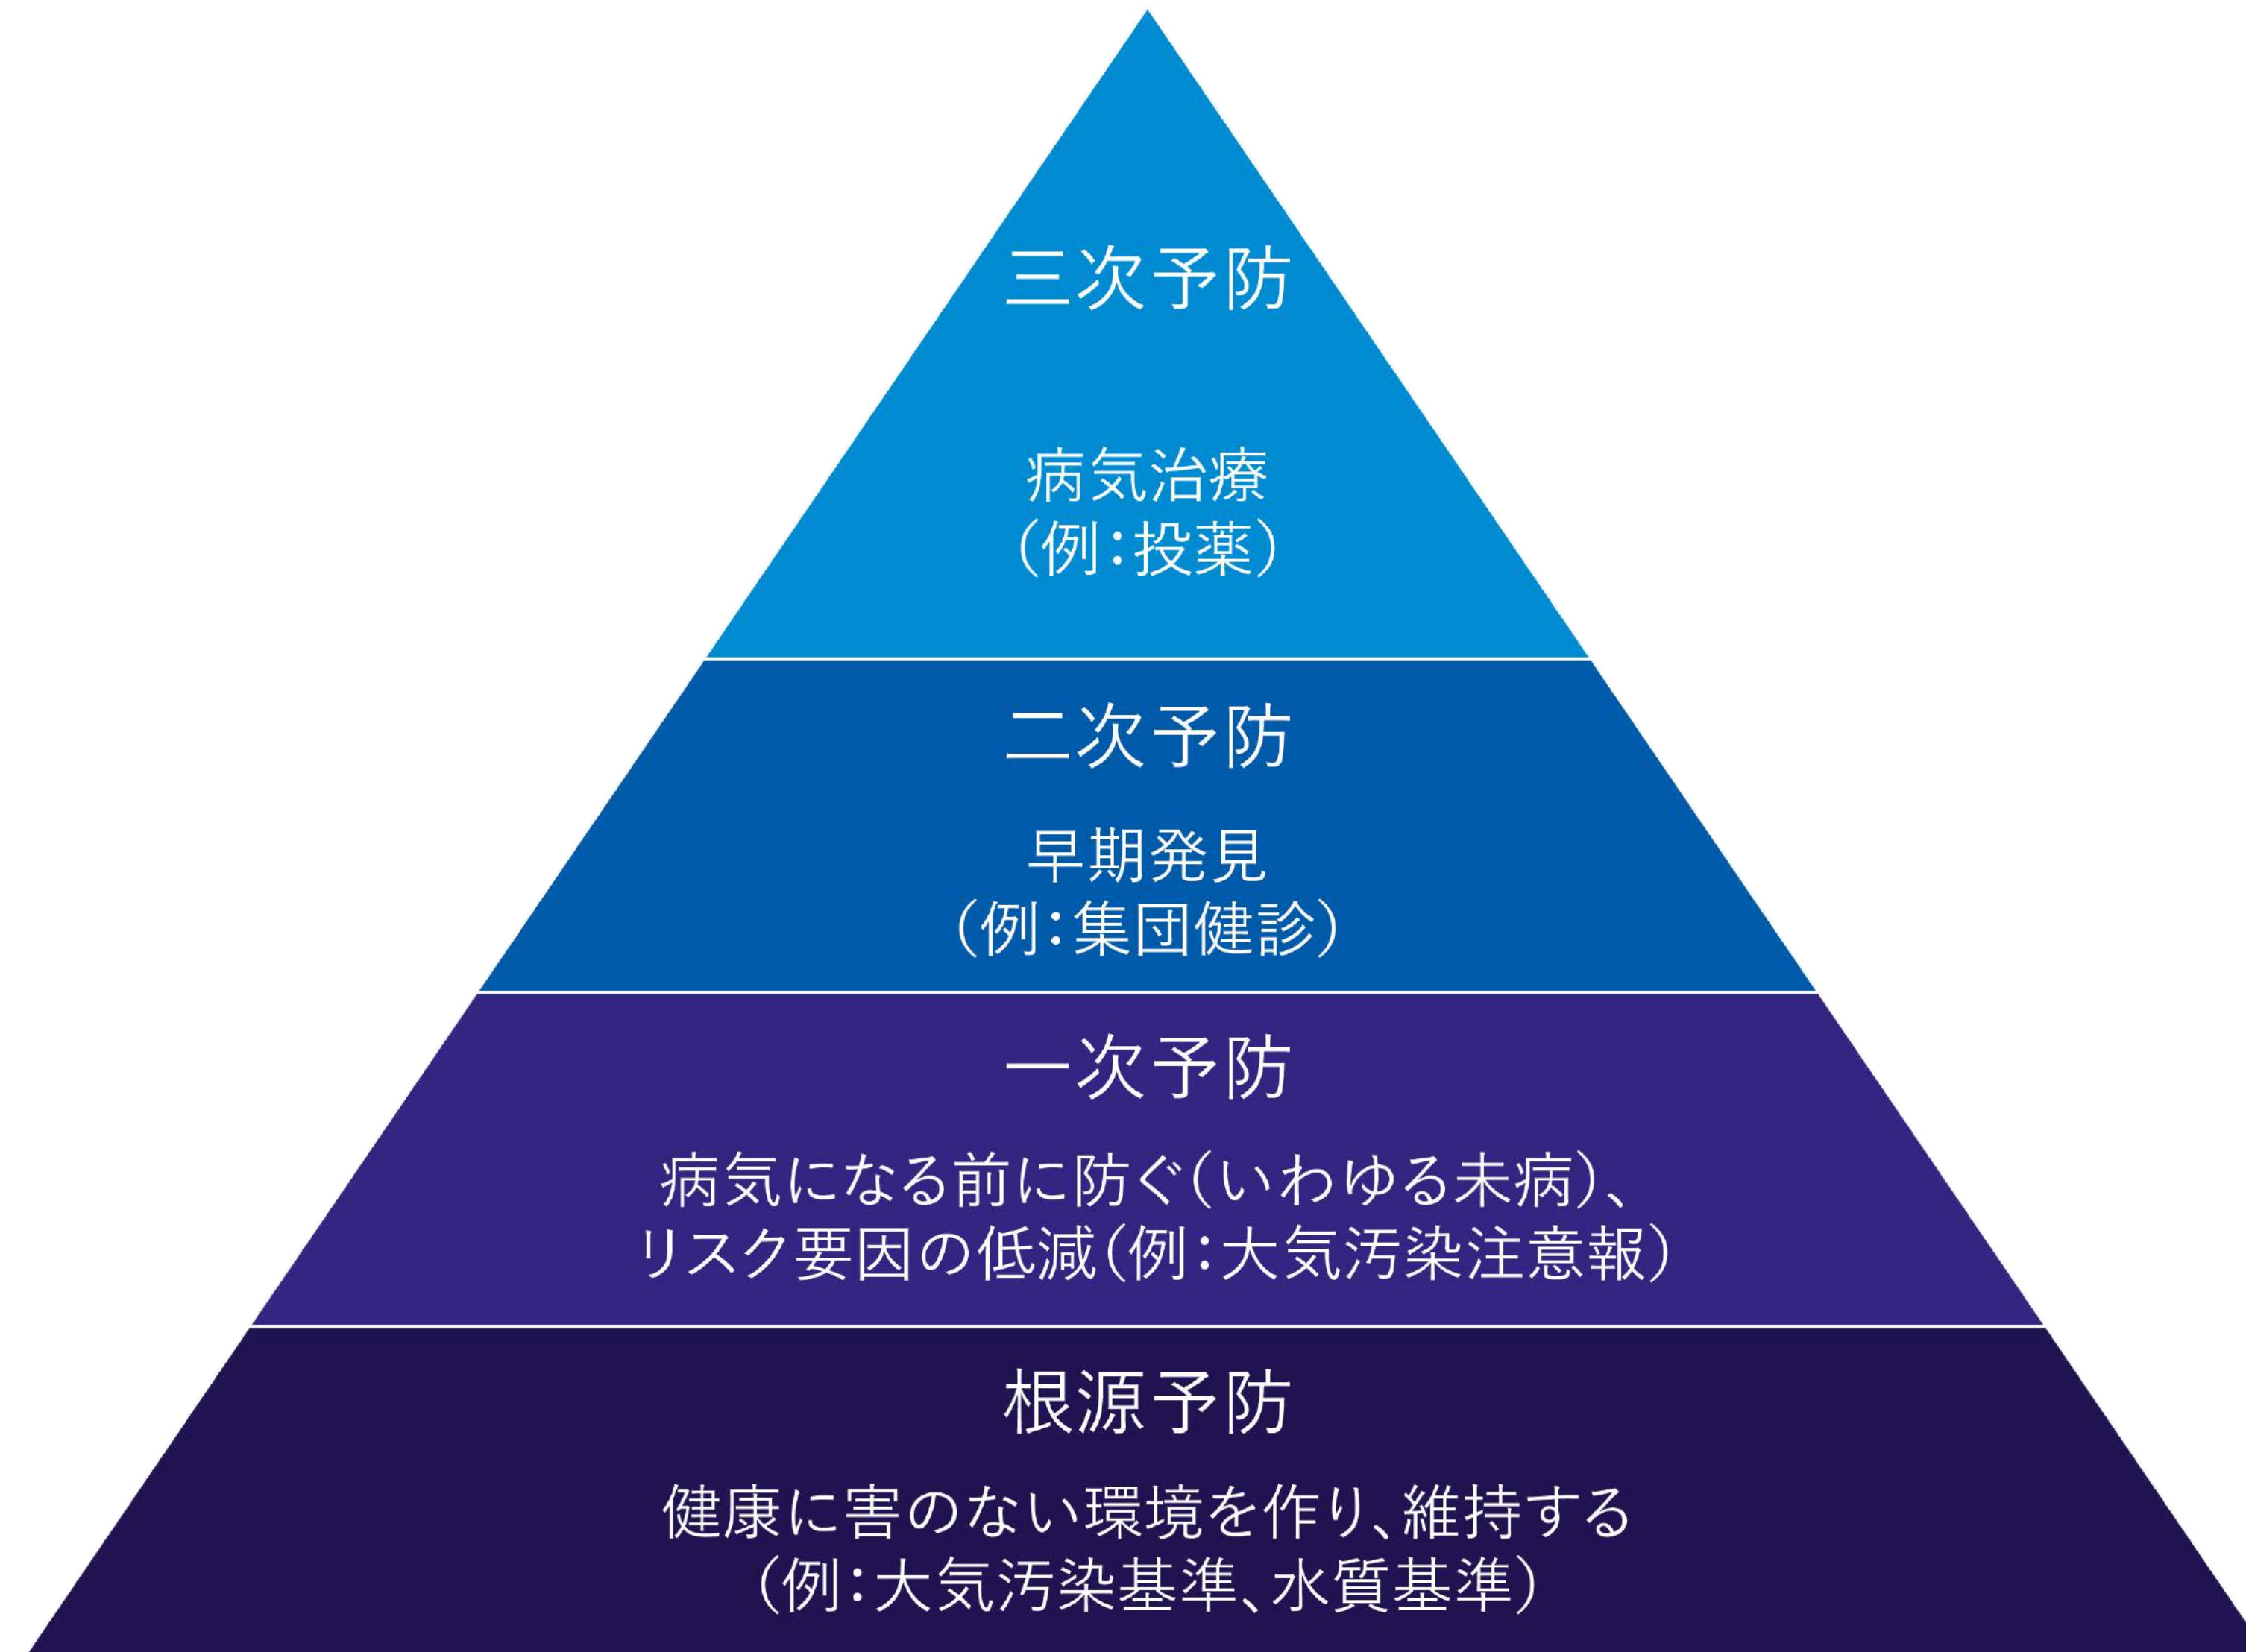 三次予防
病気治療
（例：投薬）
二次予防
早期発見
（例：集団健診）
一次予防
病気になる前に防ぐ（いわゆる未病）、
リスク要因の低減（例：大気汚染注意報）
根源予防
健康に害のない環境を作り、維持する
（例：大気汚染基準、水質基準）